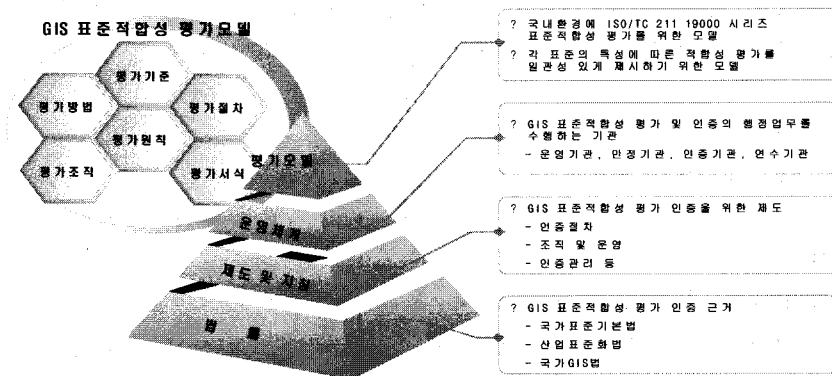 GIS 표준적합성 평가모델
평가기준
평가방법
평가절차
평가원칙
평가조직
평가서식
평가모델
운영체계
제도 및 지침
법률
? 국내환경에 ISO/TC 211 19000 시리즈
표준적합성 평가를 위한 모델
? 각 표준의 특성에 따른 적합성 평가를
일관성 있게 제시하기 위한 모델
? GIS 표준적합성 평가 및 인증의 행정업무를
수행하는 기관
- 운영기관, 인정기관, 인증기관, 연수기관
? GIS 표준적합성 평가 인증을 위한 제도
- 인증절차
- 조직 및 운영
- 인증관리 등
? GIS 표준적합성 평가 인증 근거
- 국가표준기본법
- 산업표준화법
- 국가GIS법